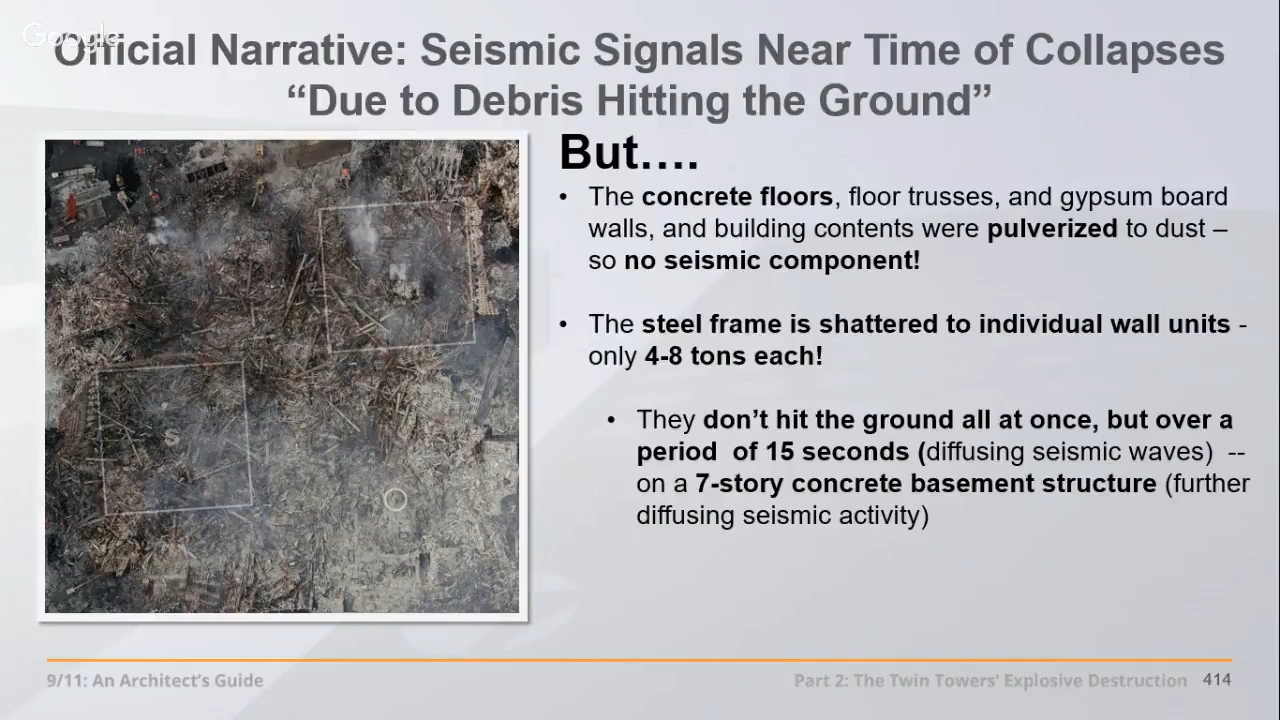 Google
Official Narrative: Seismic Signals Near Time of Collapses
“Due to Debris Hitting the Ground”
But….
• The concrete floors, floor trusses, and gypsum board
walls, and building contents were pulverized to dust –
so no seismic component!
• The steel frame is shattered to individual wall units -
only 4-8 tons each!
• They don’t hit the ground all at once, but over a
period of 15 seconds (diffusing seismic waves) --
on a 7-story concrete basement structure (further
diffusing seismic activity)
N
9/11: An Architect’s Guide
Part 2: The Twin Towers’ Explosive Destruction 414